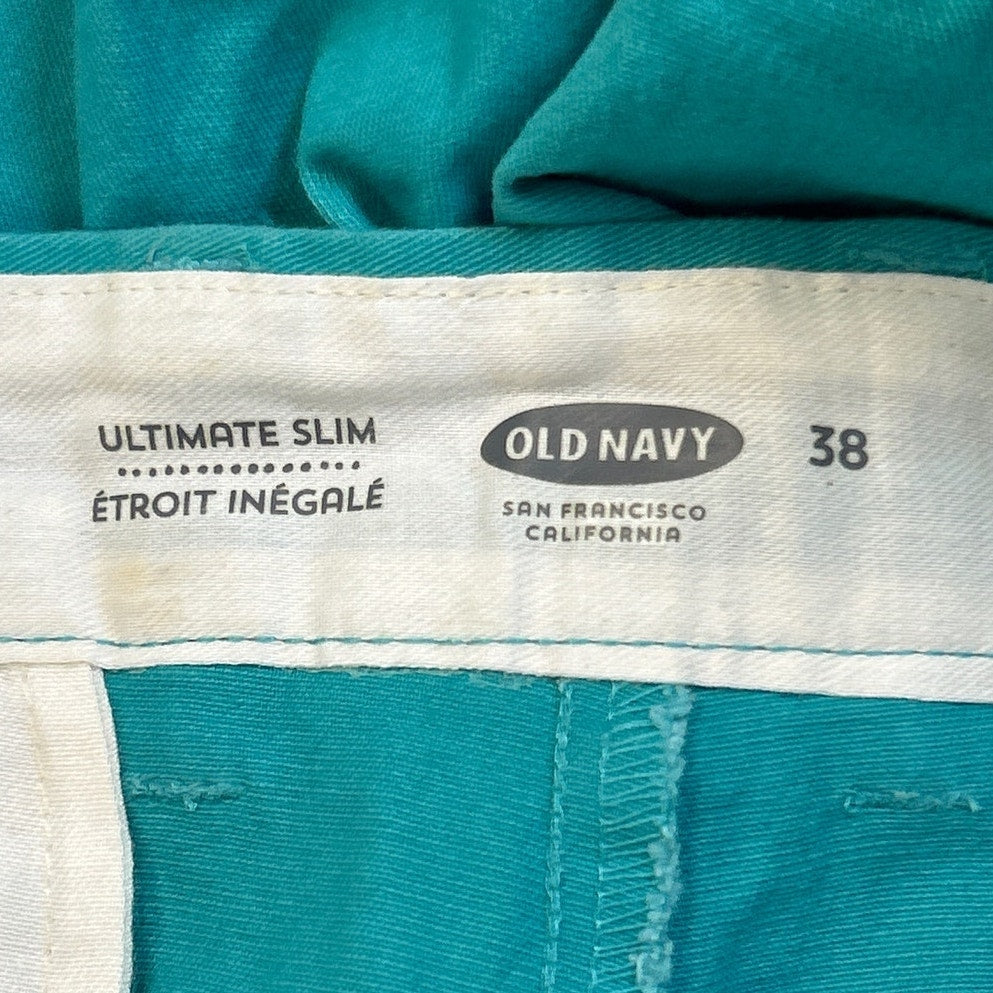 ULTIMATE SLIM
ÉTROIT INÉGALÉ
OLD NAVY
SAN FRANCISCO
CALIFORNIA
38